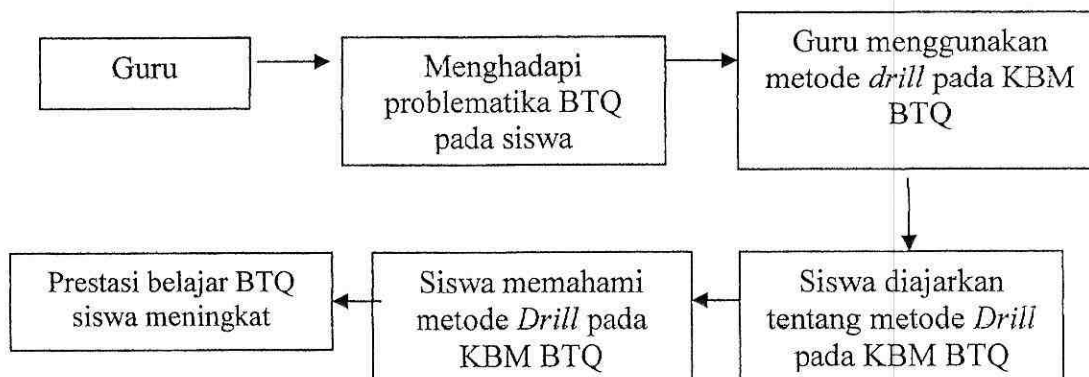 Guru
Menghadapi
problematika BTQ
pada siswa
Guru menggunakan
metode drill pada KBM
BTQ
Siswa diajarkan
tentang metode Drill
pada KBM BTQ
Siswa memahami
metode Drill pada
KBM BTQ
Prestasi belajar BTQ
siswa meningkat